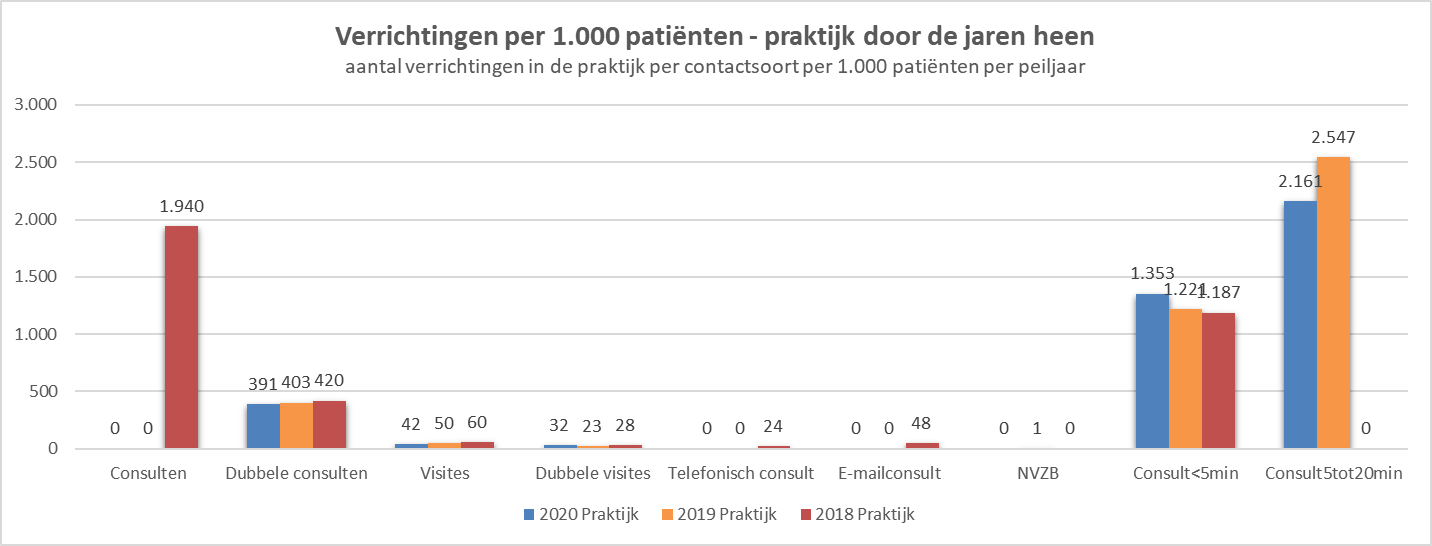 Verrichtingen per 1.000 patiënten - praktijk door de jaren heen
aantal verrichtingen in de praktijk per contactsoort per 1.000 patiënten per peiljaar
3.000
2.500
2.000
1.500
1.000
500
0
0 0 1.940
391 403 420
42 50 60
32 23 28
0 0 24
0 0 48
0 1 0
1.353 1.221 1.187
2.161 2.547 0
Consulten Dubbele consulten Visites Dubbele visites Telefonisch consult E-mailconsult NVZB Consult<5min Consult5tot20min
2020 Praktijk 2019 Praktijk 2018 Praktijk